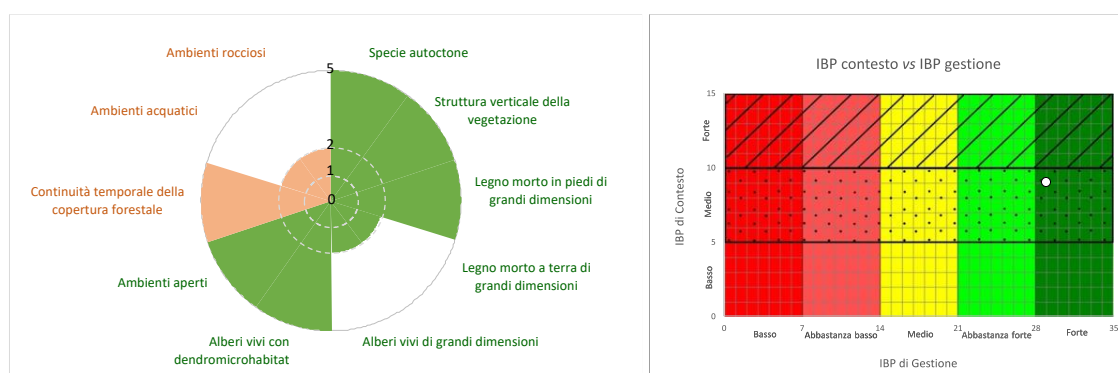 Ambienti rocciosi
Specie autoctone
5
Ambienti acquatici
Struttura verticale della
vegetazione
2
1
0
Continuità temporale della
copertura forestale
Legno morto in piedi di
grandi dimensioni
Ambienti aperti
Legno morto a terra di
grandi dimensioni
Alberi vivi con
dendromicrohabitat
Alberi vivi di grandi dimensioni
IBP contesto vs IBP gestione
IBP di Contesto
15
Forte
10
Medio
5
Basso
0
0 7 14 21 28 35
Basso Abbastanza basso Medio Abbastanza forte Forte
IBP di Gestione